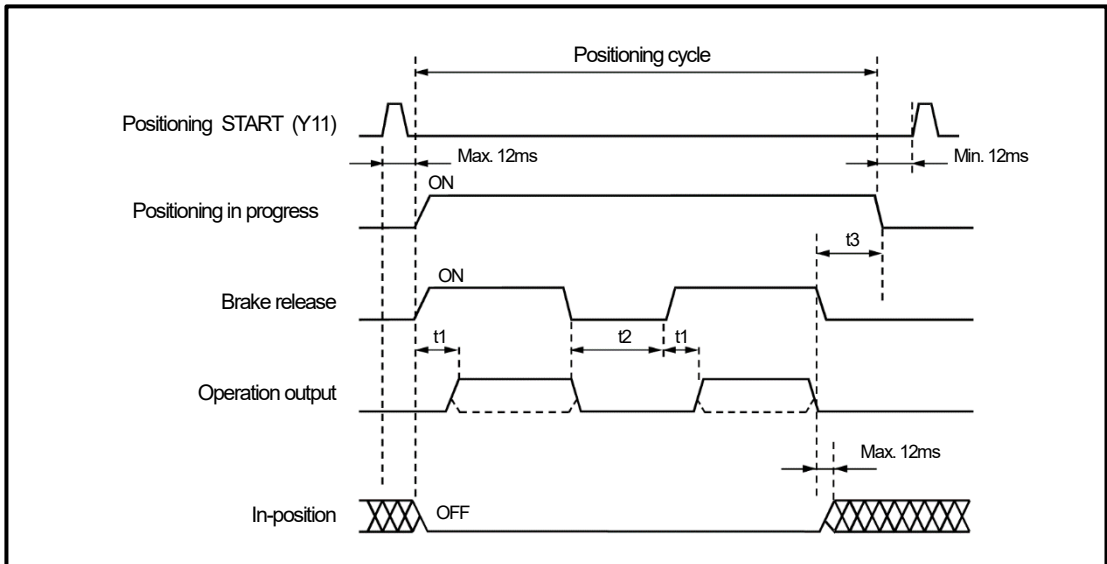 Positioning cycle
Positioning START (Y11)
Max. 12ms
Min. 12ms
ON
Positioning in progress
t3
ON
Brake release
t1
t2
t1
Operation output
Max. 12ms
In-position
OFF